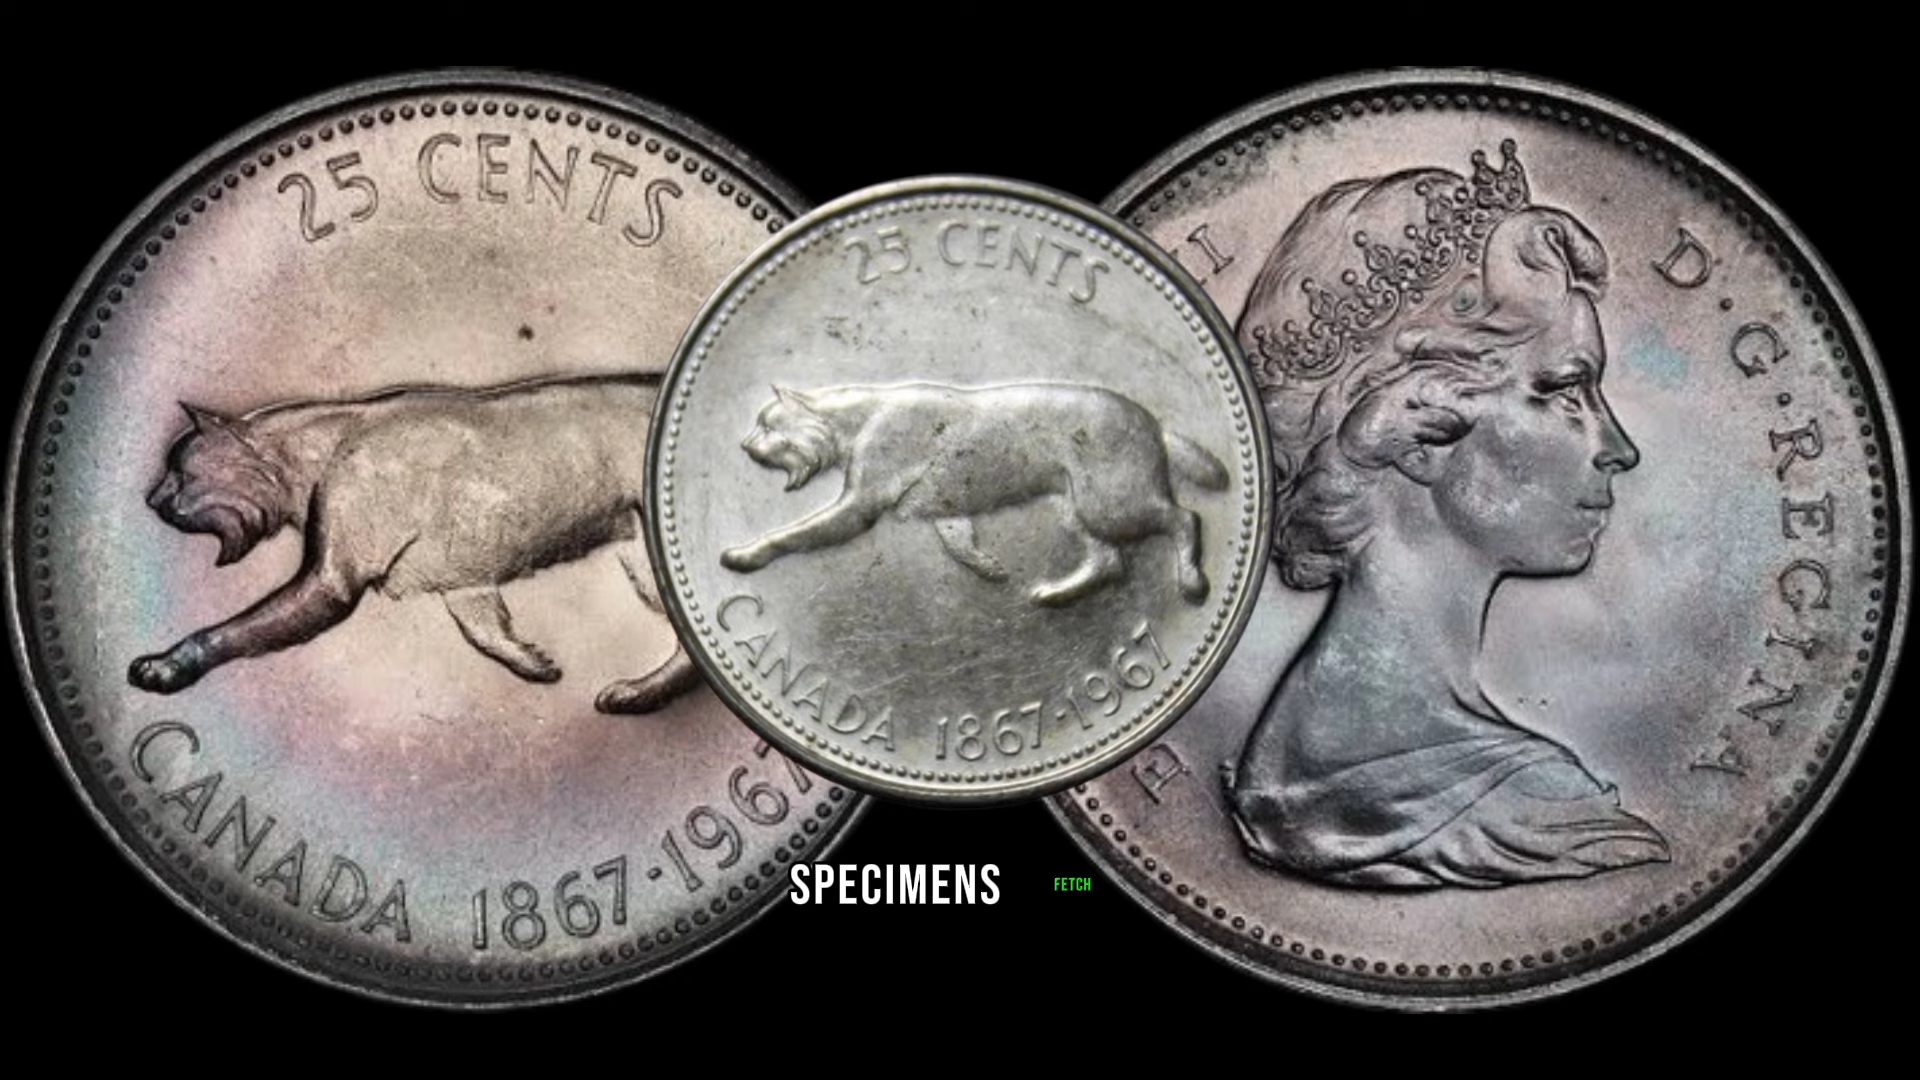 25 CENTS
CANADA 1867·1967
25 CENTS
CANADA 1867·1967
D·G·REGINA
SPECIMENS FETCH